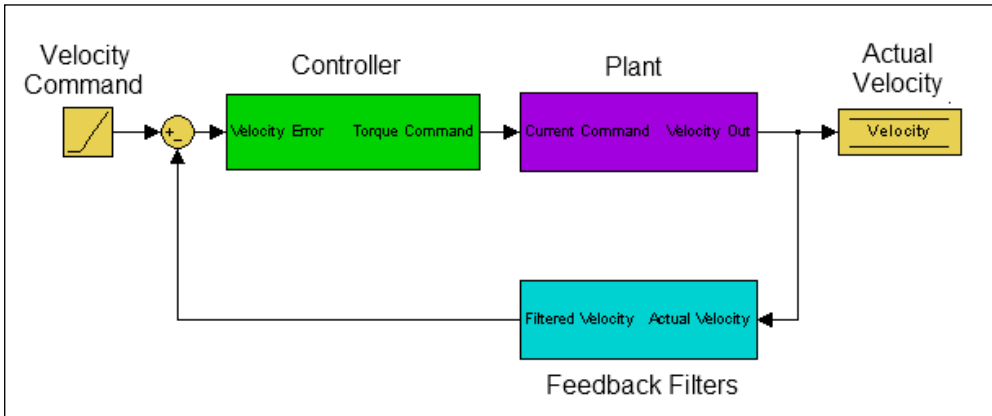 Velocity
Command
Controller
Plant
Actual
Velocity
+
-
Velocity Error
Torque Command
Current Command
Velocity Out
Velocity
Filtered Velocity
Actual Velocity
Feedback Filters